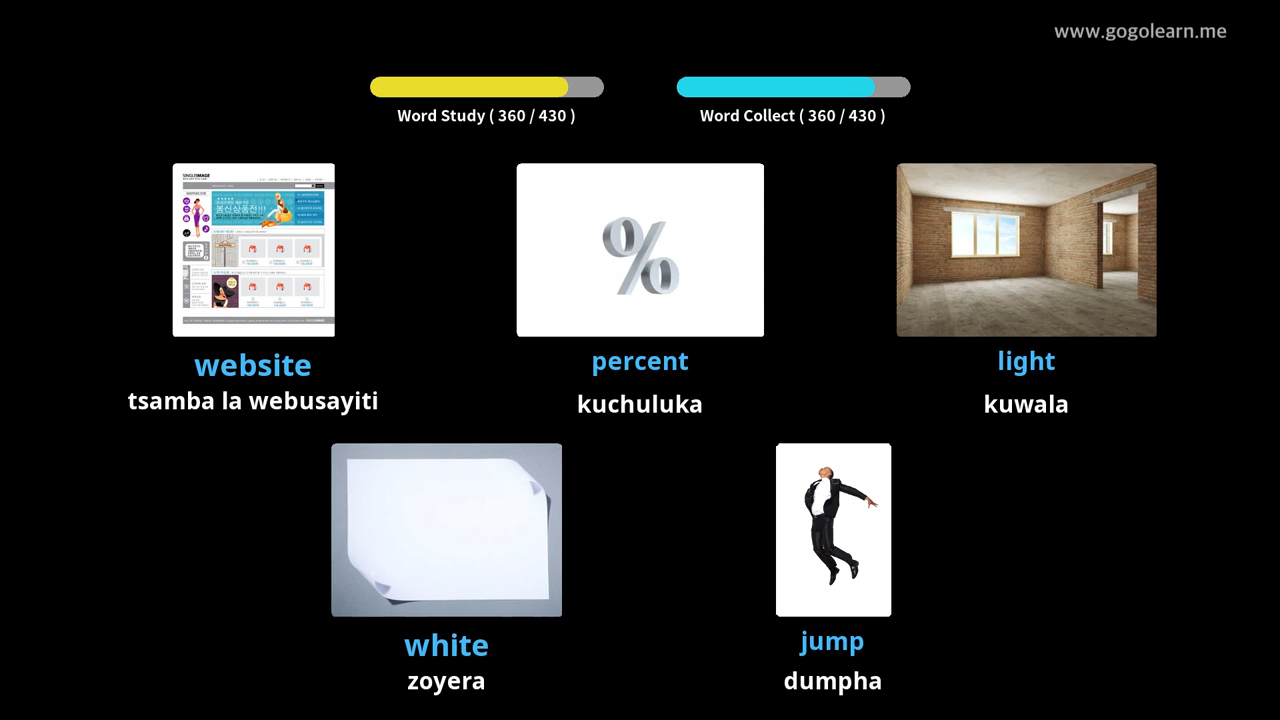 www.gogolearn.me
Word Study ( 360 / 430 )
Word Collect ( 360 / 430 )
website
tsamba la webusayiti
percent
kuchuluka
light
kuwala
white
zoyera
jump
dumpha
%